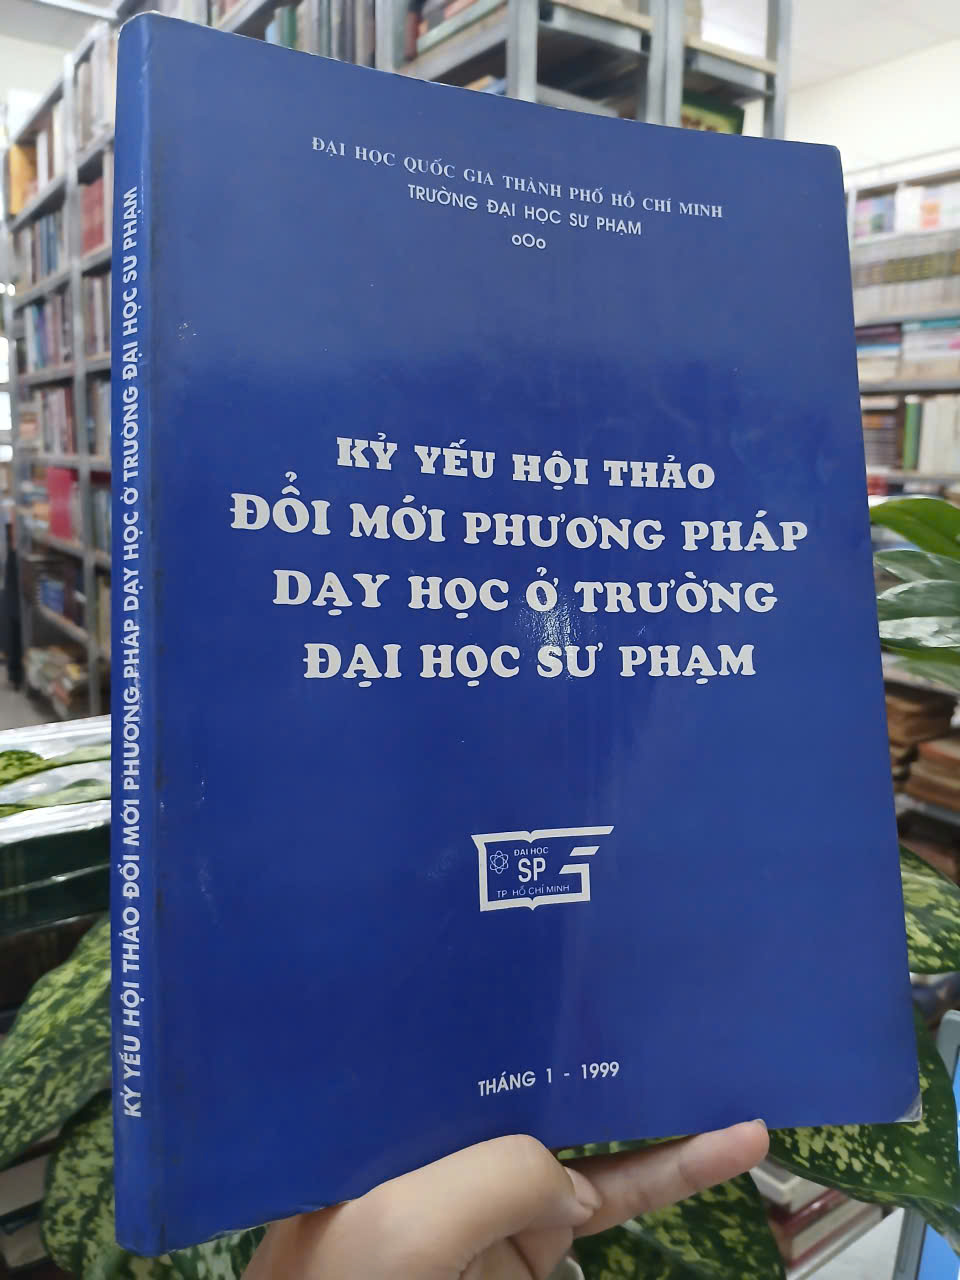 ĐẠI HỌC QUỐC GIA THÀNH PHỐ HỒ CHÍ MINH
TRƯỜNG ĐẠI HỌC SƯ PHẠM
oOo
KỶ YẾU HỘI THẢO
ĐỔI MỚI PHƯƠNG PHÁP
DẠY HỌC Ở TRƯỜNG
ĐẠI HỌC SƯ PHẠM
ĐẠI HỌC
SP
TP HỒ CHÍ MINH
THÁNG 1 - 1999
KỶ YẾU HỘI THẢO ĐỔI MỚI PHƯƠNG PHÁP DẠY HỌC Ở TRƯỜNG ĐẠI HỌC SƯ PHẠM